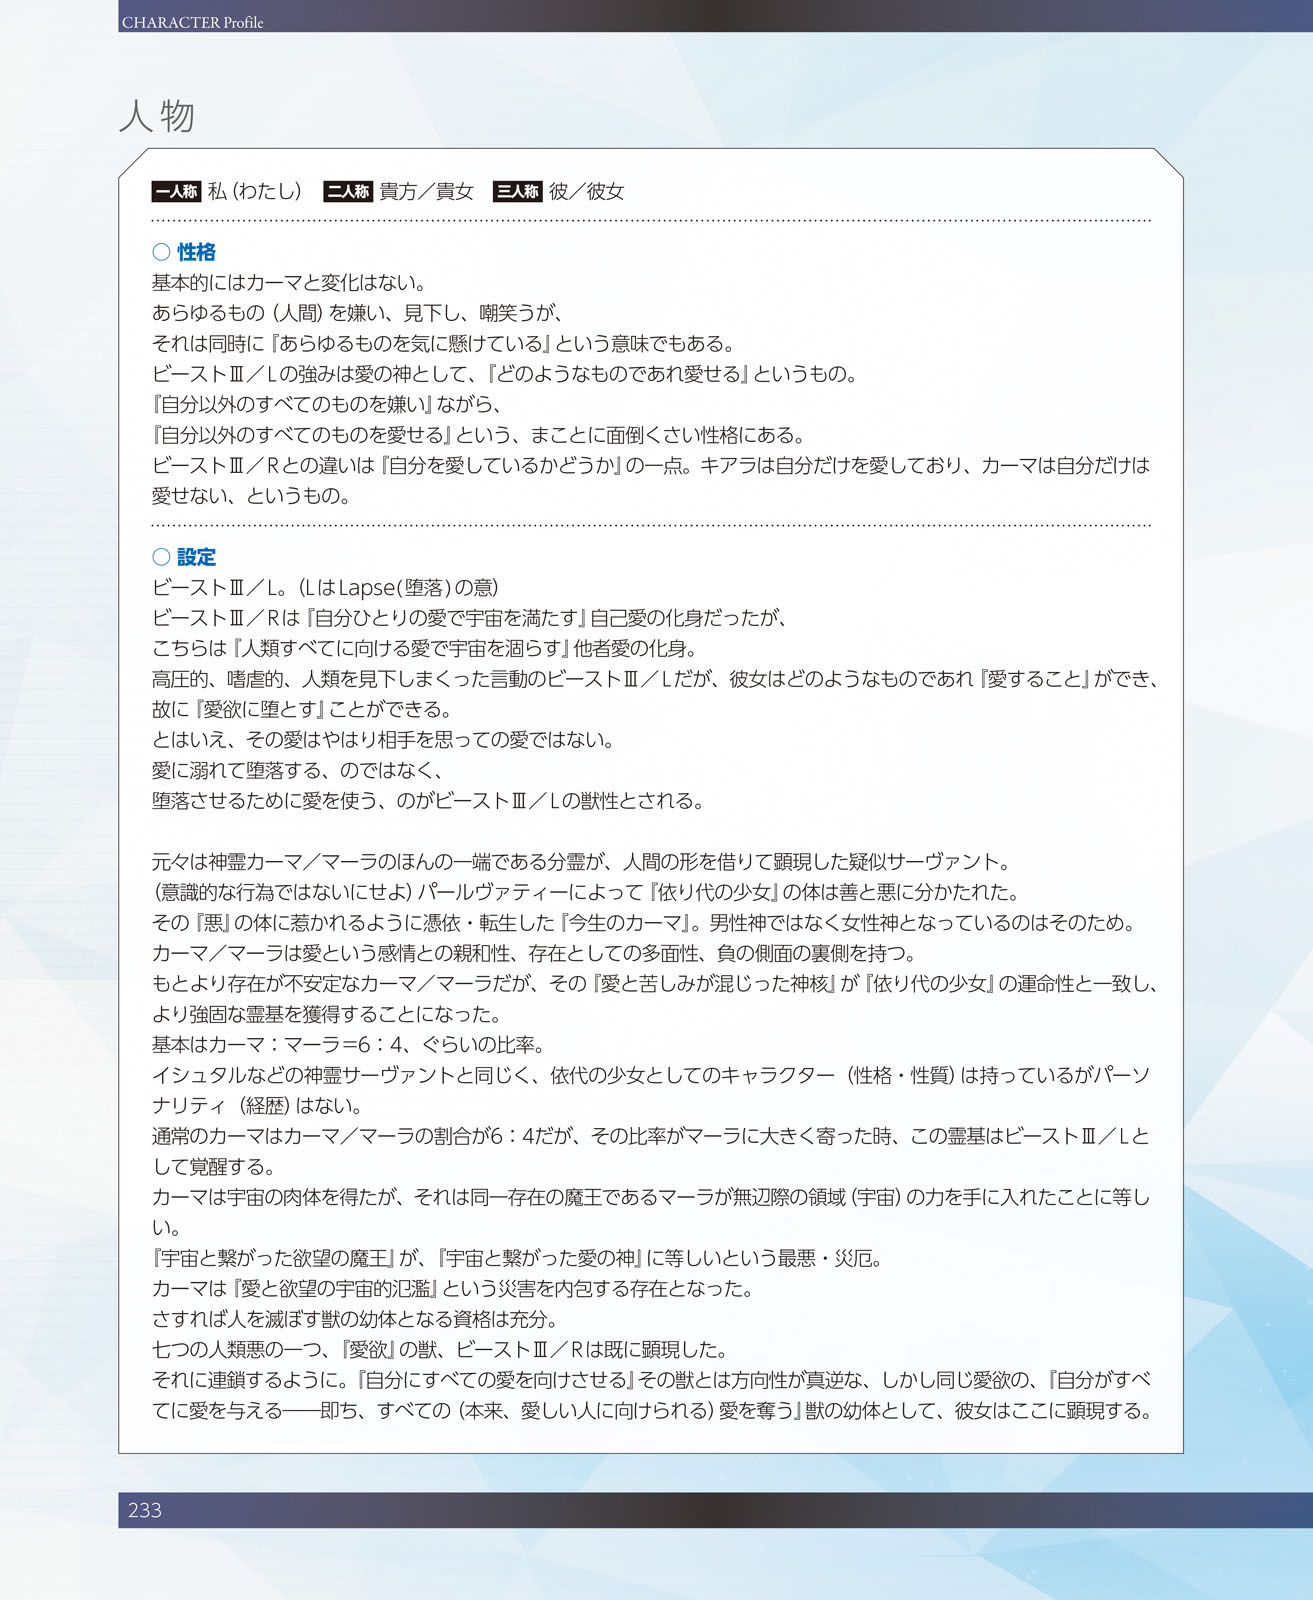 CHARACTER Profile
人物
一人称 私（わたし） 二人称 貴方／貴女 三人称 彼／彼女
○ 性格
基本的にはカーマと変化はない。
あらゆるもの（人間）を嫌い、見下し、嘲笑うが、
それは同時に『あらゆるものを気に懸けている』という意味でもある。
ビーストⅢ／Lの強みは愛の神として、『どのようなものであれ愛せる』というもの。
『自分以外のすべてのものを嫌い』ながら、
『自分以外のすべてのものを愛せる』という、まことに面倒くさい性格にある。
ビーストⅢ／Rとの違いは『自分を愛しているかどうか』の一点。キアラは自分だけを愛しており、カーマは自分だけは
愛せない、というもの。
○ 設定
ビーストⅢ／L。（LはLapse(堕落)の意）
ビーストⅢ／Rは『自分ひとりの愛で宇宙を満たす』自己愛の化身だったが、
こちらは『人類すべてに向ける愛で宇宙を涸らす』他者愛の化身。
高圧的、嗜虐的、人類を見下しまくった言動のビーストⅢ／Lだが、彼女はどのようなものであれ『愛すること』ができ、
故に『愛欲に堕とす』ことができる。
とはいえ、その愛はやはり相手を思っての愛ではない。
愛に溺れて堕落する、のではなく、
堕落させるために愛を使う、のがビーストⅢ／Lの獣性とされる。
元々は神霊カーマ／マーラのほんの一端である分霊が、人間の形を借りて顕現した疑似サーヴァント。
（意識的な行為ではないにせよ）パールヴァティーによって『依り代の少女』の体は善と悪に分かたれた。
その『悪』の体に惹かれるように憑依・転生した『今生のカーマ』。男性神ではなく女性神となっているのはそのため。
カーマ／マーラは愛という感情との親和性、存在としての多面性、負の側面の裏側を持つ。
もとより存在が不安定なカーマ／マーラだが、その『愛と苦しみが混じった神核』が『依り代の少女』の運命性と一致し、
より強固な霊基を獲得することになった。
基本はカーマ：マーラ＝6：4、ぐらいの比率。
イシュタルなどの神霊サーヴァントと同じく、依代の少女としてのキャラクター（性格・性質）は持っているがパーソ
ナリティ（経歴）はない。
通常のカーマはカーマ／マーラの割合が6：4だが、その比率がマーラに大きく寄った時、この霊基はビーストⅢ／Lと
して覚醒する。
カーマは宇宙の肉体を得たが、それは同一存在の魔王であるマーラが無辺際の領域（宇宙）の力を手に入れたことに等し
い。
『宇宙と繋がった欲望の魔王』が、『宇宙と繋がった愛の神』に等しいという最悪・災厄。
カーマは『愛と欲望の宇宙的氾濫』という災害を内包する存在となった。
さすれば人を滅ぼす獣の幼体となる資格は充分。
七つの人類悪の一つ、『愛欲』の獣、ビーストⅢ／Rは既に顕現した。
それに連鎖するように。『自分にすべての愛を向けさせる』その獣とは方向性が真逆な、しかし同じ愛欲の、『自分がすべ
てに愛を与える――即ち、すべての（本来、愛しい人に向けられる）愛を奪う』獣の幼体として、彼女はここに顕現する。
233